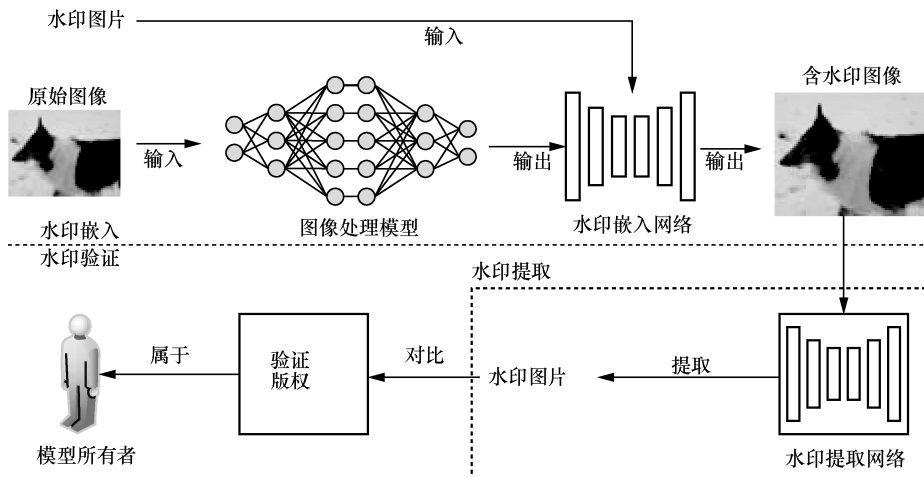 水印图片
输入
原始图像
输入
图像处理模型
输出
水印嵌入网络
输出
含水印图像
水印嵌入
水印验证
水印提取
属于
验证
版权
对比
水印图片
提取
模型所有者
水印提取网络